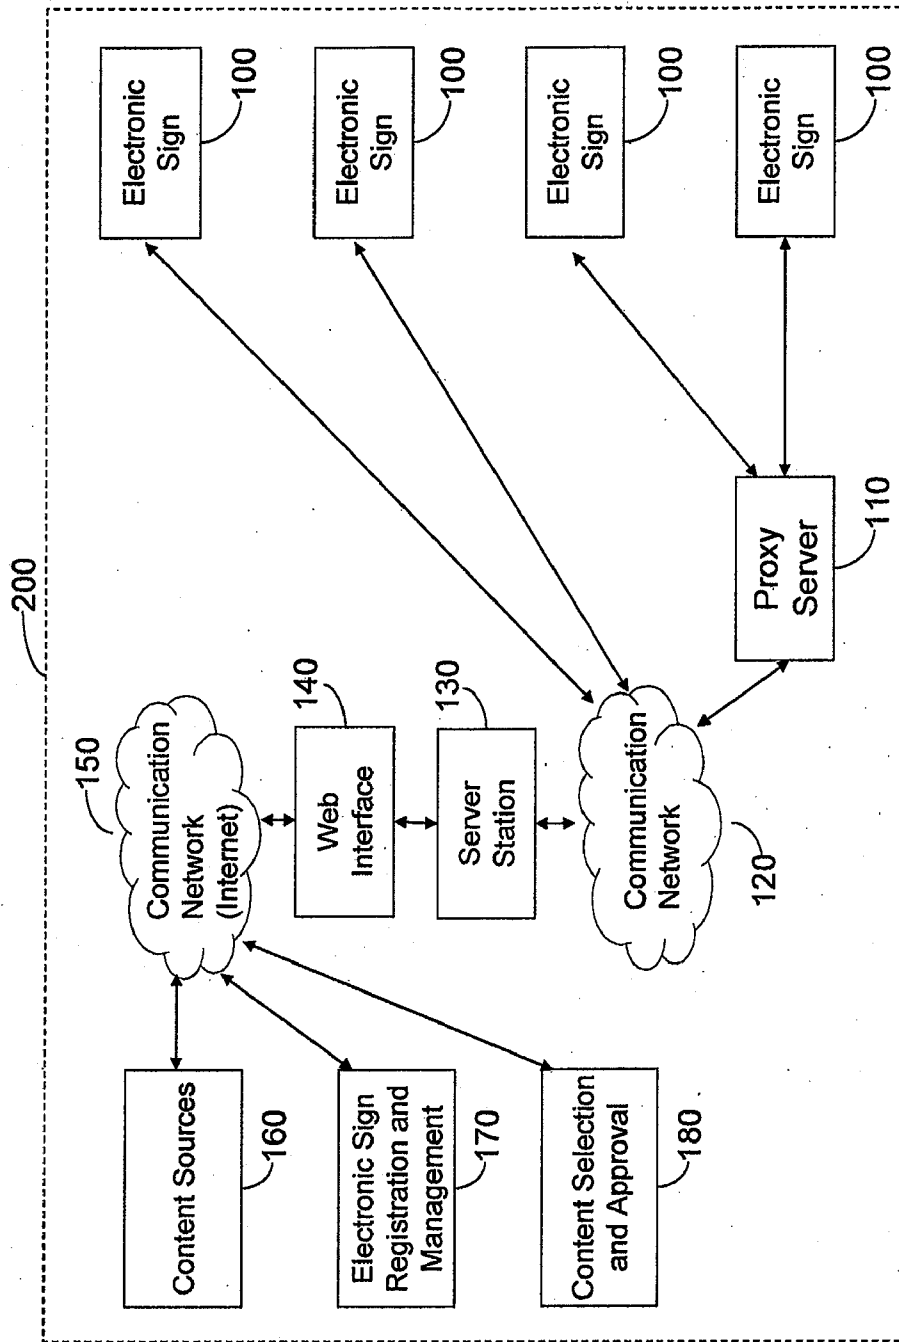 200
Content Sources
160
Electronic Sign
Registration and
Management
170
Content Selection
and Approval
180
150
Communication
Network
(Internet)
140
Web
Interface
130
Server
Station
Communication
Network
120
Proxy
Server
110
Electronic
Sign
100
Electronic
Sign
100
Electronic
Sign
100
Electronic
Sign
100